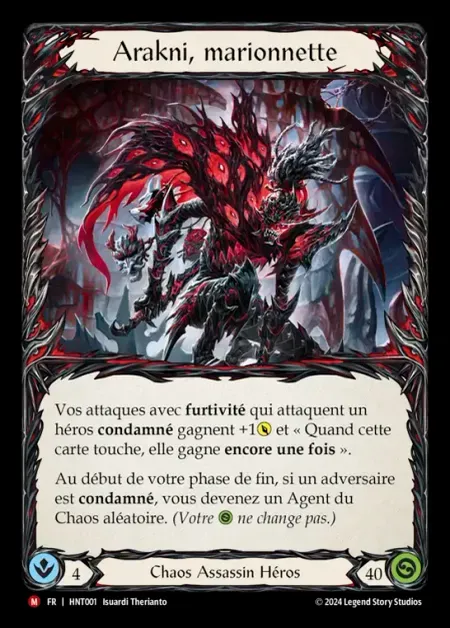 Arakni, marionnette
Vos attaques avec furtivité qui attaquent un
héros condamné gagnent +1 et « Quand cette
carte touche, elle gagne encore une fois ».
Au début de votre phase de fin, si un adversaire
est condamné, vous devenez un Agent du
Chaos aléatoire. (Votre ne change pas.)
4
Chaos Assassin Héros
40
M FR | HNT001 Isuardi Therianto
© 2024 Legend Story Studios